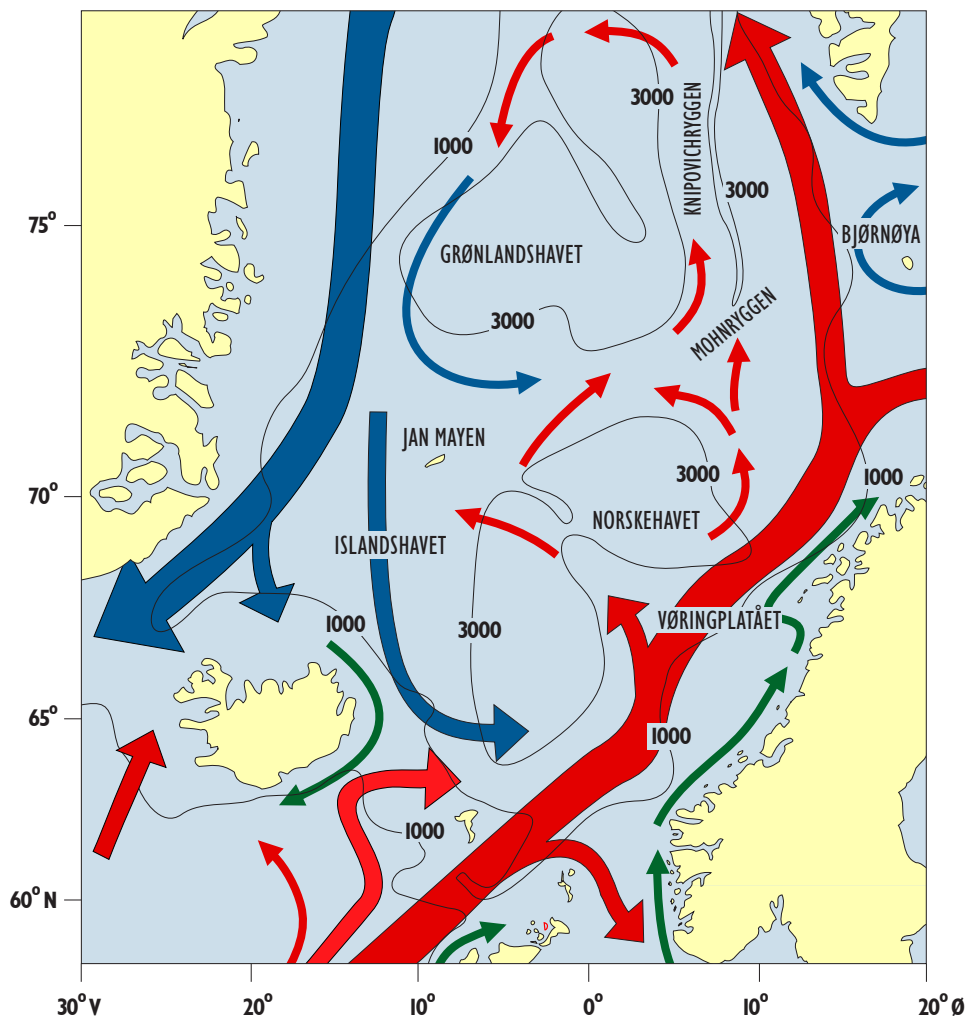 3000
KNIPOVICHRYGGEN
1000
3000
75°
BJØRNØYA
GRØNLANDSHAVET
3000
MOHNRYGGEN
JAN MAYEN
3000
1000
70°
NORSKEHAVET
ISLANDSHAVET
1000
3000
VØRINGPLATÅET
65°
1000
1000
60° N
30° V
20°
10°
0°
10°
20° Ø